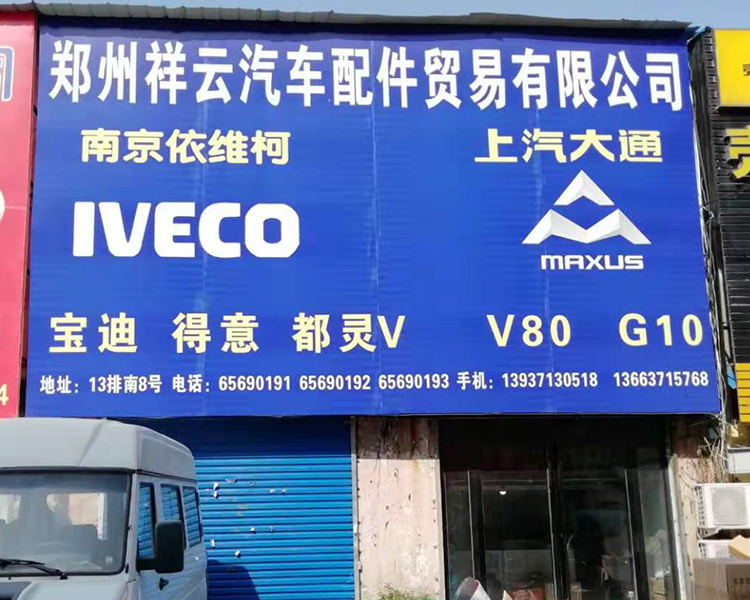 郑州祥云汽车配件贸易有限公司
南京依维柯 上汽大通
IVECO MAXUS
宝迪 得意 都灵V V80 G10
地址：13排南8号 电话：65690191 65690192 65690193 手机：13937130518 13663715768